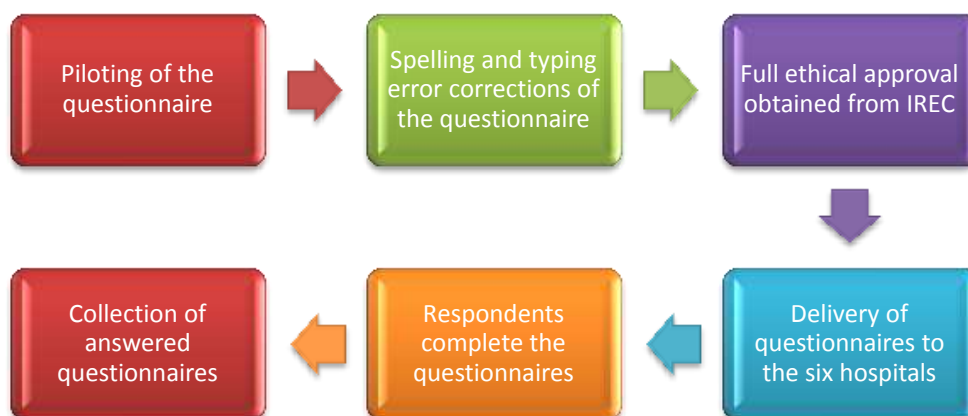 Piloting of the
questionnaire
Spelling and typing
error corrections of
the questionnaire
Full ethical approval
obtained from IREC
Delivery of
questionnaires to
the six hospitals
Respondents
complete the
questionnaires
Collection of
answered
questionnaires